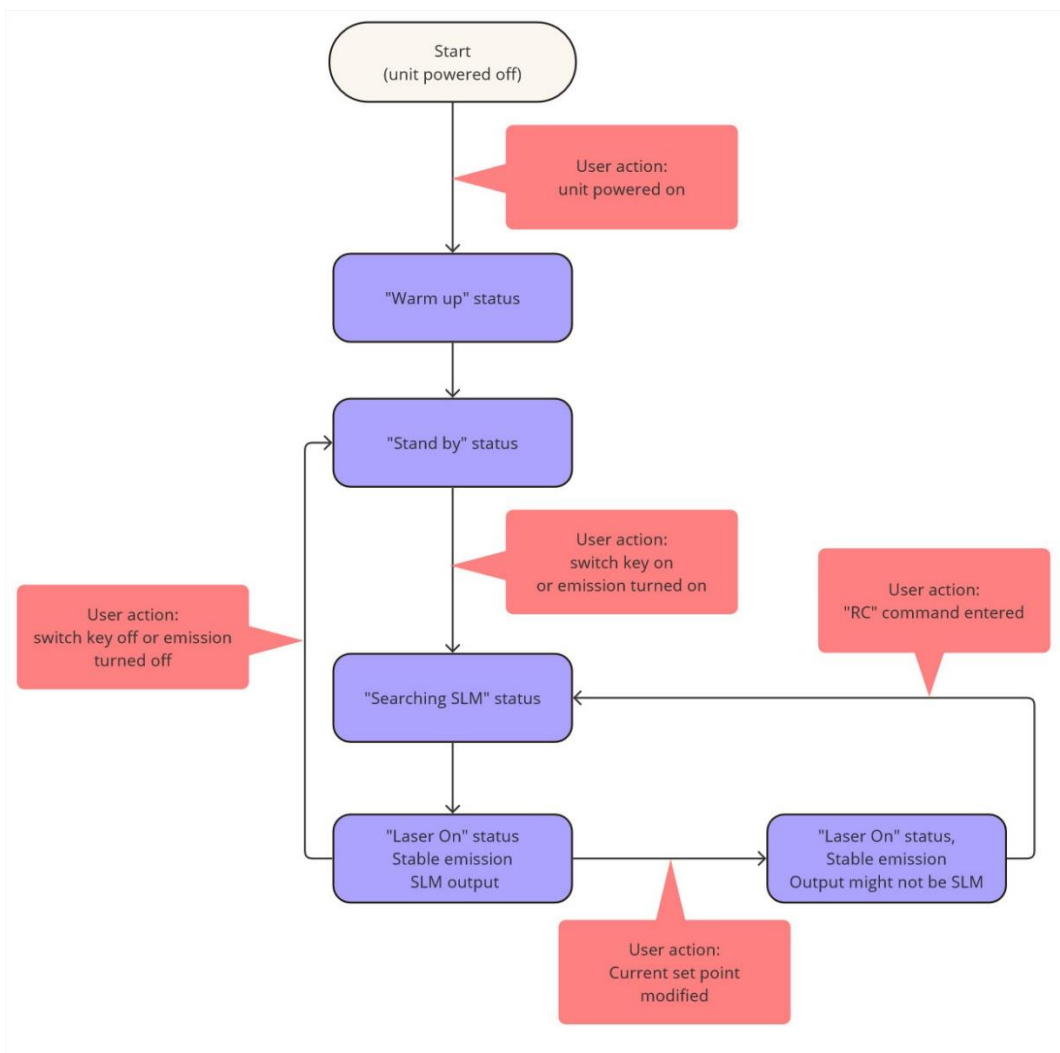 Start
(unit powered off)
User action:
unit powered on
"Warm up" status
"Stand by" status
User action:
switch key on
or emission turned on
User action:
"RC" command entered
User action:
switch key off or emission
turned off
"Searching SLM" status
"Laser On" status
Stable emission
SLM output
"Laser On" status,
Stable emission
Output might not be SLM
User action:
Current set point
modified